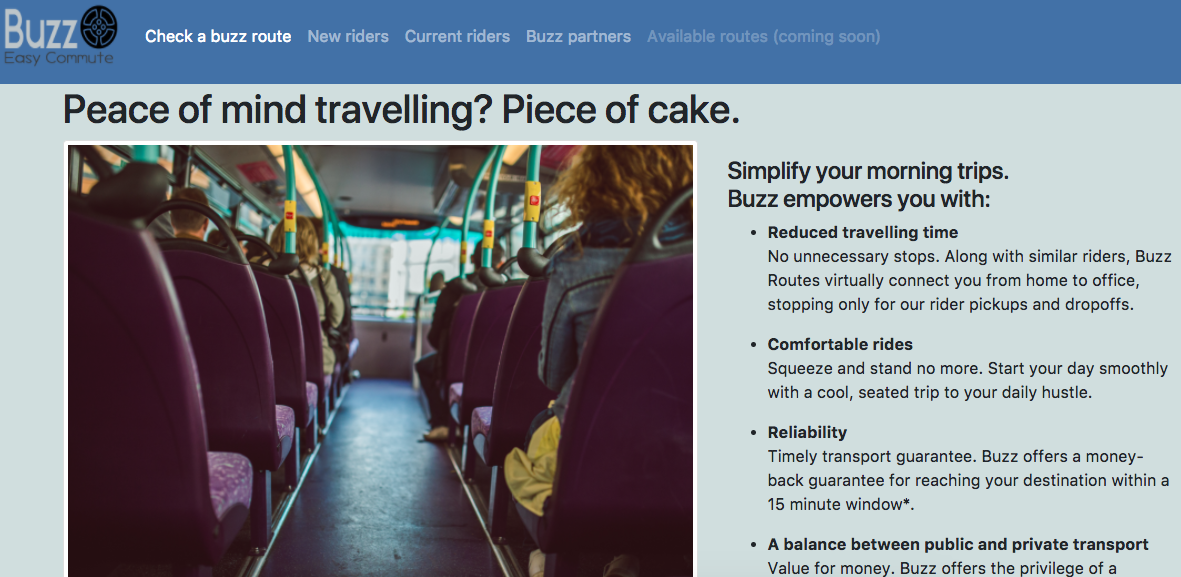 Buzz
Easy Commute
Check a buzz route New riders Current riders Buzz partners Available routes (coming soon)
Peace of mind travelling? Piece of cake.
Simplify your morning trips.
Buzz empowers you with:
• Reduced travelling time
No unnecessary stops. Along with similar riders, Buzz
Routes virtually connect you from home to office,
stopping only for our rider pickups and dropoffs.
• Comfortable rides
Squeeze and stand no more. Start your day smoothly
with a cool, seated trip to your daily hustle.
• Reliability
Timely transport guarantee. Buzz offers a money-
back guarantee for reaching your destination within a
15 minute window*.
• A balance between public and private transport
Value for money. Buzz offers the privilege of a